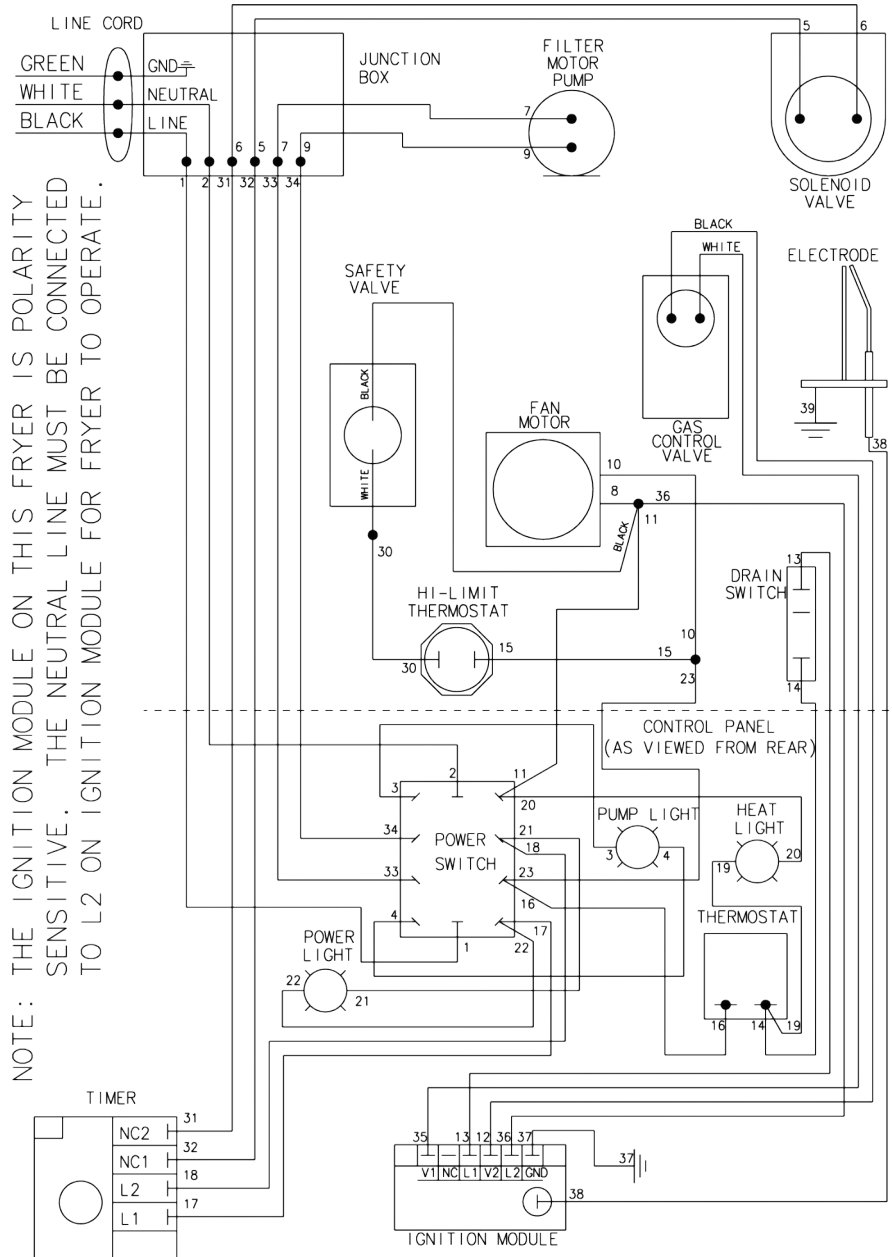 LINE CORD
GREEN
WHITE
BLACK
GND
NEUTRAL
LINE
JUNCTION
BOX
6
5
7
9
1
2
31
32
33
34
FILTER
MOTOR
PUMP
7
9
5
6
SOLENOID
VALVE
NOTE: THE IGNITION MODULE ON THIS FRYER IS POLARITY
SENSITIVE. THE NEUTRAL LINE MUST BE CONNECTED
TO L2 ON IGNITION MODULE FOR FRYER TO OPERATE.
SAFETY
VALVE
BLACK
WHITE
30
BLACK
WHITE
GAS
CONTROL
VALVE
ELECTRODE
39
38
FAN
MOTOR
10
8
36
11
BLACK
HI-LIMIT
THERMOSTAT
30
15
15
10
23
DRAIN
SWITCH
13
14
CONTROL PANEL
(AS VIEWED FROM REAR)
3
2
11
20
34
POWER
SWITCH
21
18
33
23
16
4
1
17
22
PUMP LIGHT
3
4
HEAT
LIGHT
19
20
THERMOSTAT
16
14
19
POWER
LIGHT
22
21
TIMER
NC2
31
NC1
32
L2
18
L1
17
35
13
12
36
37
V1
NC
L1
V2
L2
GND
37
38
IGNITION MODULE